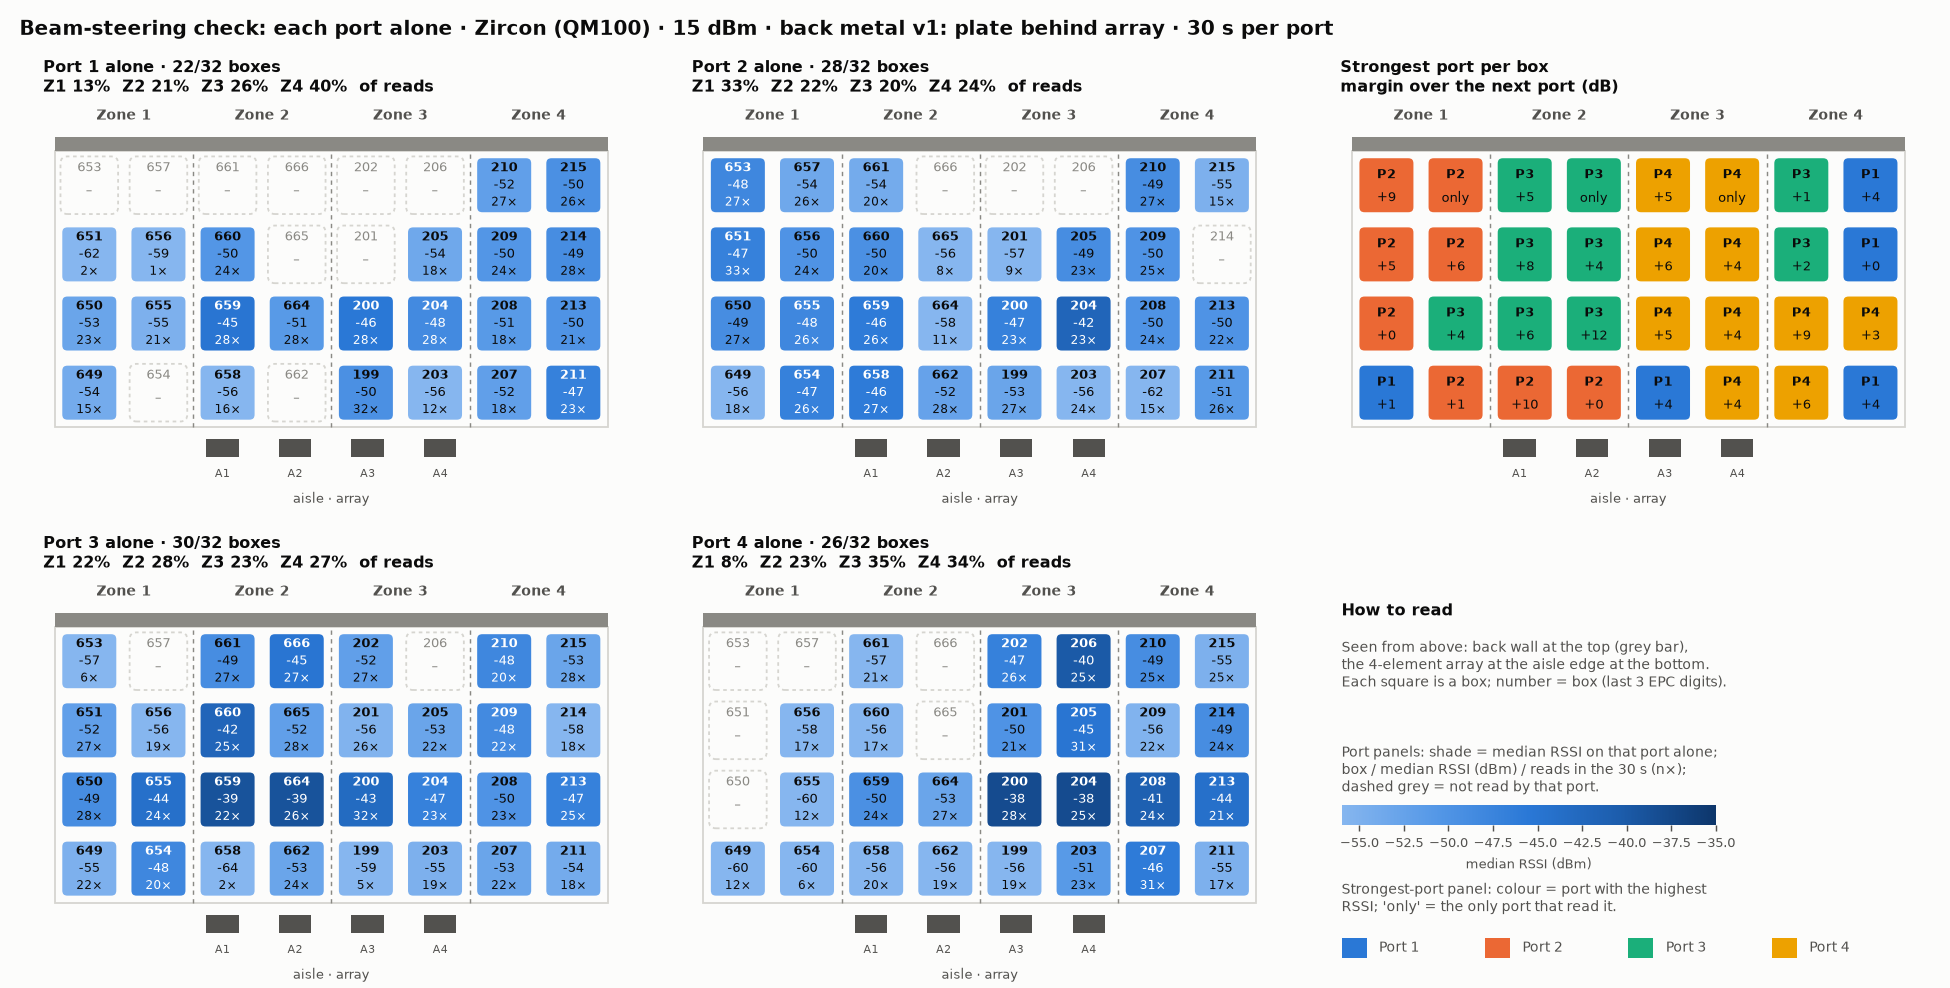 Beam-steering check: each port alone · Zircon (QM100) · 15 dBm · back metal v1: plate behind array · 30 s per port
Port 1 alone · 22/32 boxes
Z1 13%  Z2 21%  Z3 26%  Z4 40%  of reads
Zone 1 Zone 2 Zone 3 Zone 4
653 657 661 666 202 206 210 215
– – – – – – -52 -50
27× 26×
651 656 660 665 201 205 209 214
-62 -59 -50 – – -54 -50 -49
2× 1× 24× 18× 24× 28×
650 655 659 664 200 204 208 213
-53 -55 -45 -51 -46 -48 -51 -50
23× 21× 28× 28× 28× 28× 18× 21×
649 654 658 662 199 203 207 211
-54 – -56 – -50 -56 -52 -47
15× 16× 32× 12× 18× 23×
A1 A2 A3 A4
aisle · array
Port 2 alone · 28/32 boxes
Z1 33%  Z2 22%  Z3 20%  Z4 24%  of reads
Zone 1 Zone 2 Zone 3 Zone 4
653 657 661 666 202 206 210 215
-48 -54 -54 – – – -49 -55
27× 26× 20× 27× 15×
651 656 660 665 201 205 209 214
-47 -50 -50 -56 -57 -49 -50 –
33× 24× 20× 8× 9× 23× 25×
650 655 659 664 200 204 208 213
-49 -48 -46 -58 -47 -42 -50 -50
27× 26× 26× 11× 23× 23× 24× 22×
649 654 658 662 199 203 207 211
-56 -47 -46 -52 -53 -56 -62 -51
18× 26× 27× 28× 27× 24× 15× 26×
A1 A2 A3 A4
aisle · array
Strongest port per box
margin over the next port (dB)
Zone 1 Zone 2 Zone 3 Zone 4
P2 P2 P3 P3 P4 P4 P3 P1
+9 only +5 only +5 only +1 +4
P2 P2 P3 P3 P4 P4 P3 P1
+5 +6 +8 +4 +6 +4 +2 +0
P2 P3 P3 P3 P4 P4 P4 P4
+0 +4 +6 +12 +5 +4 +9 +3
P1 P2 P2 P2 P1 P4 P4 P1
+1 +1 +10 +0 +4 +4 +6 +4
A1 A2 A3 A4
aisle · array
Port 3 alone · 30/32 boxes
Z1 22%  Z2 28%  Z3 23%  Z4 27%  of reads
Zone 1 Zone 2 Zone 3 Zone 4
653 657 661 666 202 206 210 215
-57 – -49 -45 -52 – -48 -53
6× 27× 27× 27× 20× 28×
651 656 660 665 201 205 209 214
-52 -56 -42 -52 -56 -53 -48 -58
27× 19× 25× 28× 26× 22× 22× 18×
650 655 659 664 200 204 208 213
-49 -44 -39 -39 -43 -47 -50 -47
28× 24× 22× 26× 32× 23× 23× 25×
649 654 658 662 199 203 207 211
-55 -48 -64 -53 -59 -55 -53 -54
22× 20× 2× 24× 5× 19× 22× 18×
A1 A2 A3 A4
aisle · array
Port 4 alone · 26/32 boxes
Z1 8%  Z2 23%  Z3 35%  Z4 34%  of reads
Zone 1 Zone 2 Zone 3 Zone 4
653 657 661 666 202 206 210 215
– – -57 – -47 -40 -49 -55
21× 26× 25× 25× 25×
651 656 660 665 201 205 209 214
– -58 -56 – -50 -45 -56 -49
17× 17× 21× 31× 22× 24×
650 655 659 664 200 204 208 213
– -60 -50 -53 -38 -38 -41 -44
12× 24× 27× 28× 25× 24× 21×
649 654 658 662 199 203 207 211
-60 -60 -56 -56 -56 -51 -46 -55
12× 6× 20× 19× 19× 23× 31× 17×
A1 A2 A3 A4
aisle · array
How to read
Seen from above: back wall at the top (grey bar),
the 4-element array at the aisle edge at the bottom.
Each square is a box; number = box (last 3 EPC digits).
Port panels: shade = median RSSI on that port alone;
box / median RSSI (dBm) / reads in the 30 s (n×);
dashed grey = not read by that port.
−55.0 −52.5 −50.0 −47.5 −45.0 −42.5 −40.0 −37.5 −35.0
median RSSI (dBm)
Strongest-port panel: colour = port with the highest
RSSI; 'only' = the only port that read it.
Port 1 Port 2 Port 3 Port 4